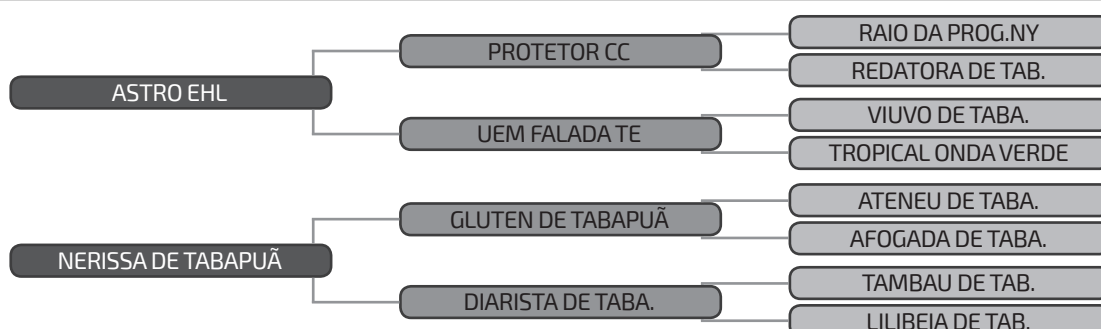 ASTRO EHL
PROTETOR CC
RAIO DA PROG.NY
REDATORA DE TAB.
UEM FALADA TE
VIUVO DE TABA.
TROPICAL ONDA VERDE
NERISSA DE TABAPUÃ
GLUTEN DE TABAPUÃ
ATENEU DE TABA.
AFOGADA DE TABA.
DIARISTA DE TABA.
TAMBAU DE TAB.
LILIBEIA DE TAB.